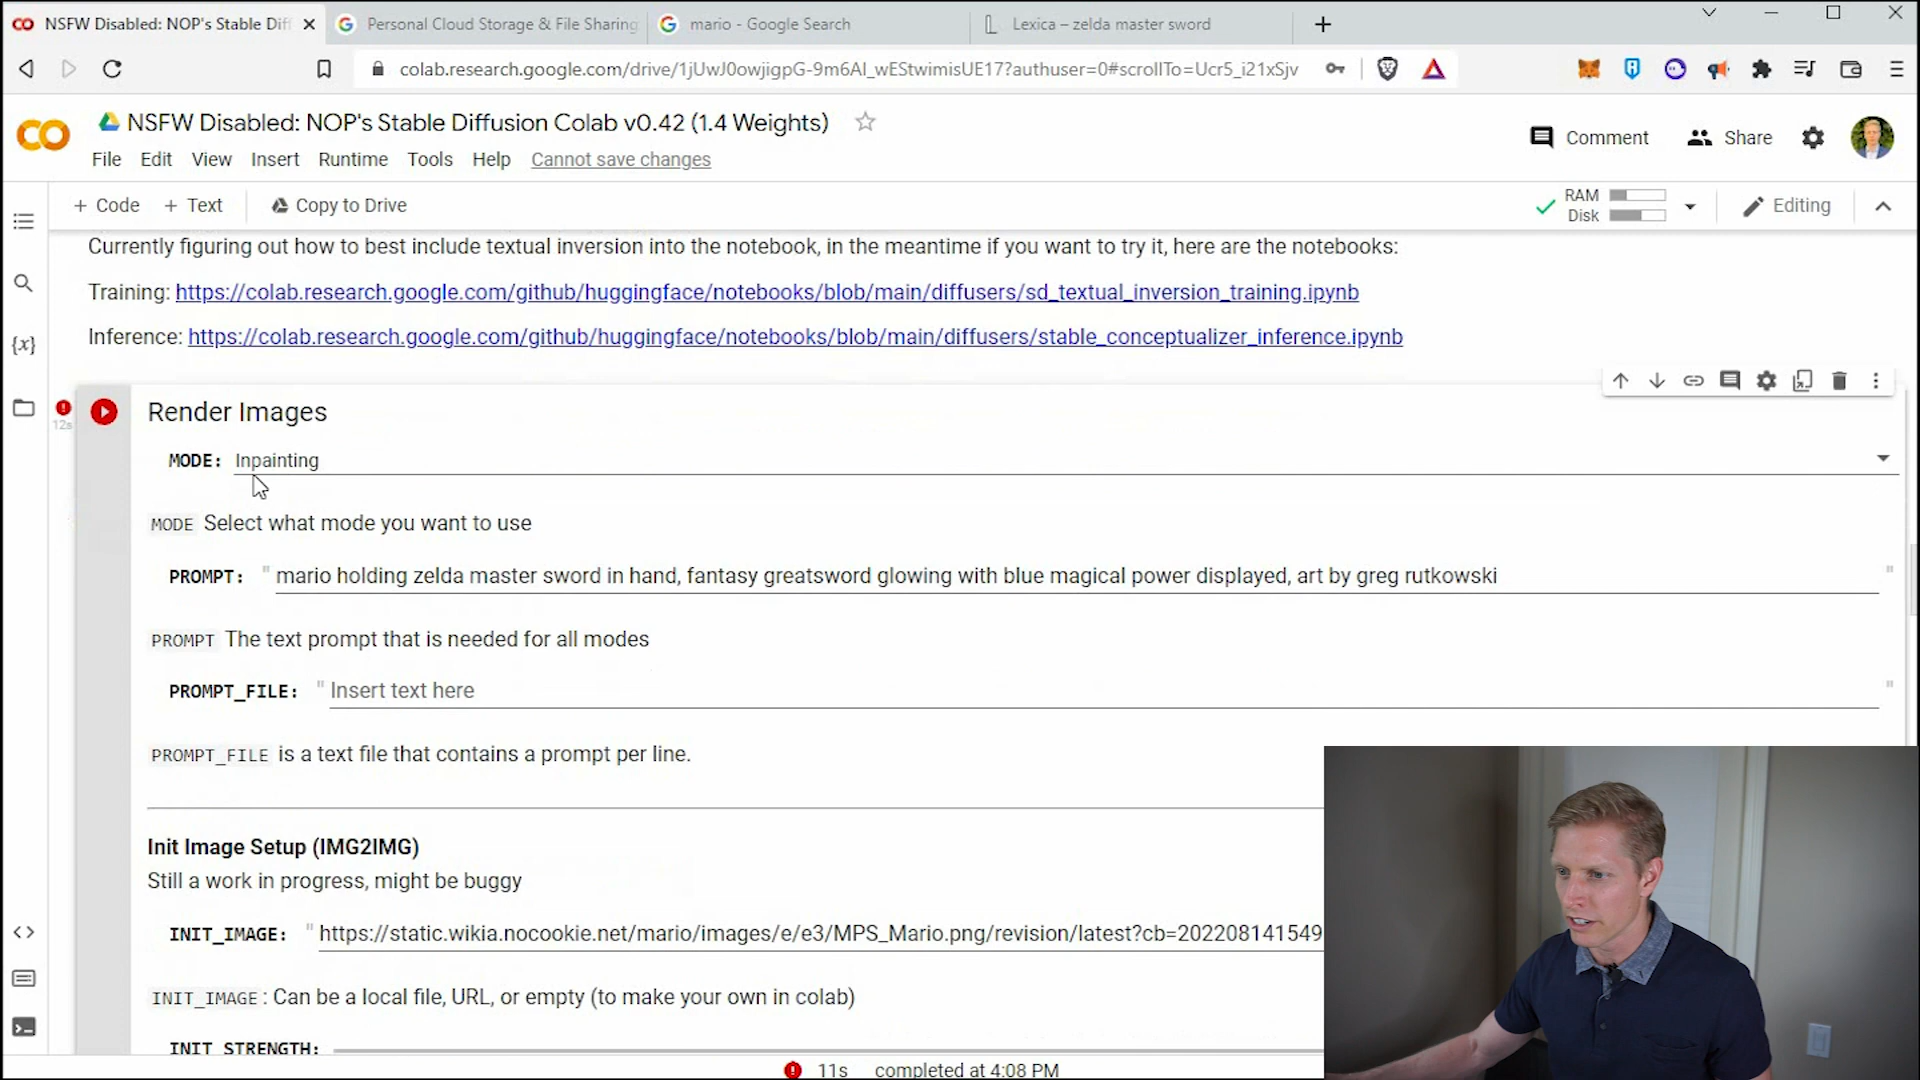 NSFW Disabled: NOP's Stable Diff
Personal Cloud Storage & File Sharing
mario - Google Search
Lexica – zelda master sword
colab.research.google.com/drive/1jUwJ0owjigpG-9m6AI_wEStwimisUE17?authuser=0#scrollTo=Ucr5_i21xSjv
NSFW Disabled: NOP's Stable Diffusion Colab v0.42 (1.4 Weights)
File Edit View Insert Runtime Tools Help Cannot save changes
Comment Share
+ Code + Text Copy to Drive
RAM
Disk
Editing
Currently figuring out how to best include textual inversion into the notebook, in the meantime if you want to try it, here are the notebooks:
Training: https://colab.research.google.com/github/huggingface/notebooks/blob/main/diffusers/sd_textual_inversion_training.ipynb
Inference: https://colab.research.google.com/github/huggingface/notebooks/blob/main/diffusers/stable_conceptualizer_inference.ipynb
12s
Render Images
MODE: Inpainting
MODE Select what mode you want to use
PROMPT: " mario holding zelda master sword in hand, fantasy greatsword glowing with blue magical power displayed, art by greg rutkowski "
PROMPT The text prompt that is needed for all modes
PROMPT_FILE: " Insert text here "
PROMPT_FILE is a text file that contains a prompt per line.
Init Image Setup (IMG2IMG)
Still a work in progress, might be buggy
INIT_IMAGE: " https://static.wikia.nocookie.net/mario/images/e/e3/MPS_Mario.png/revision/latest?cb=202208141549
INIT_IMAGE: Can be a local file, URL, or empty (to make your own in colab)
INIT STRENGTH:
11s completed at 4:08 PM